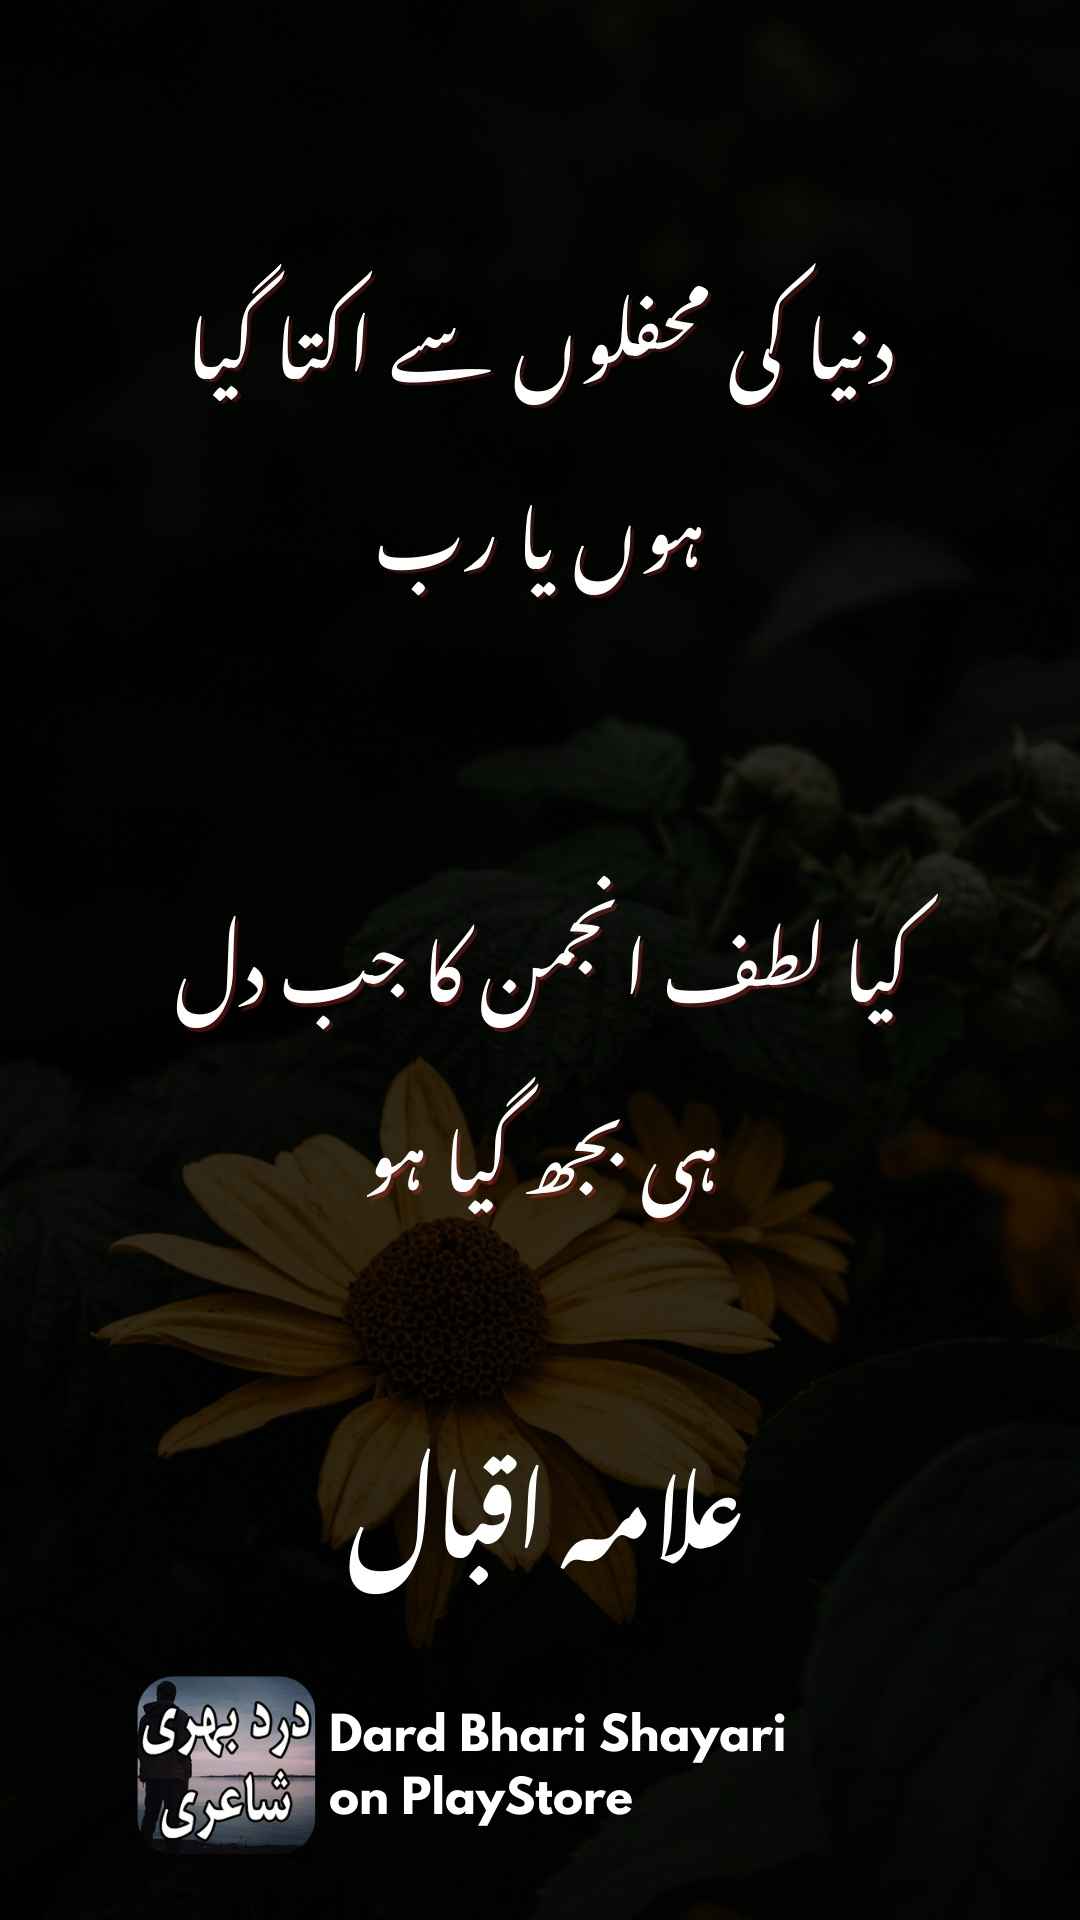 دنیا کی محفلوں سے اکتا گیا
ہوں یا رب
کیا لطف انجمن کا جب دل
ہی بجھ گیا ہو
علامہ اقبال
درد بھری
شاعری
Dard Bhari Shayari
on PlayStore